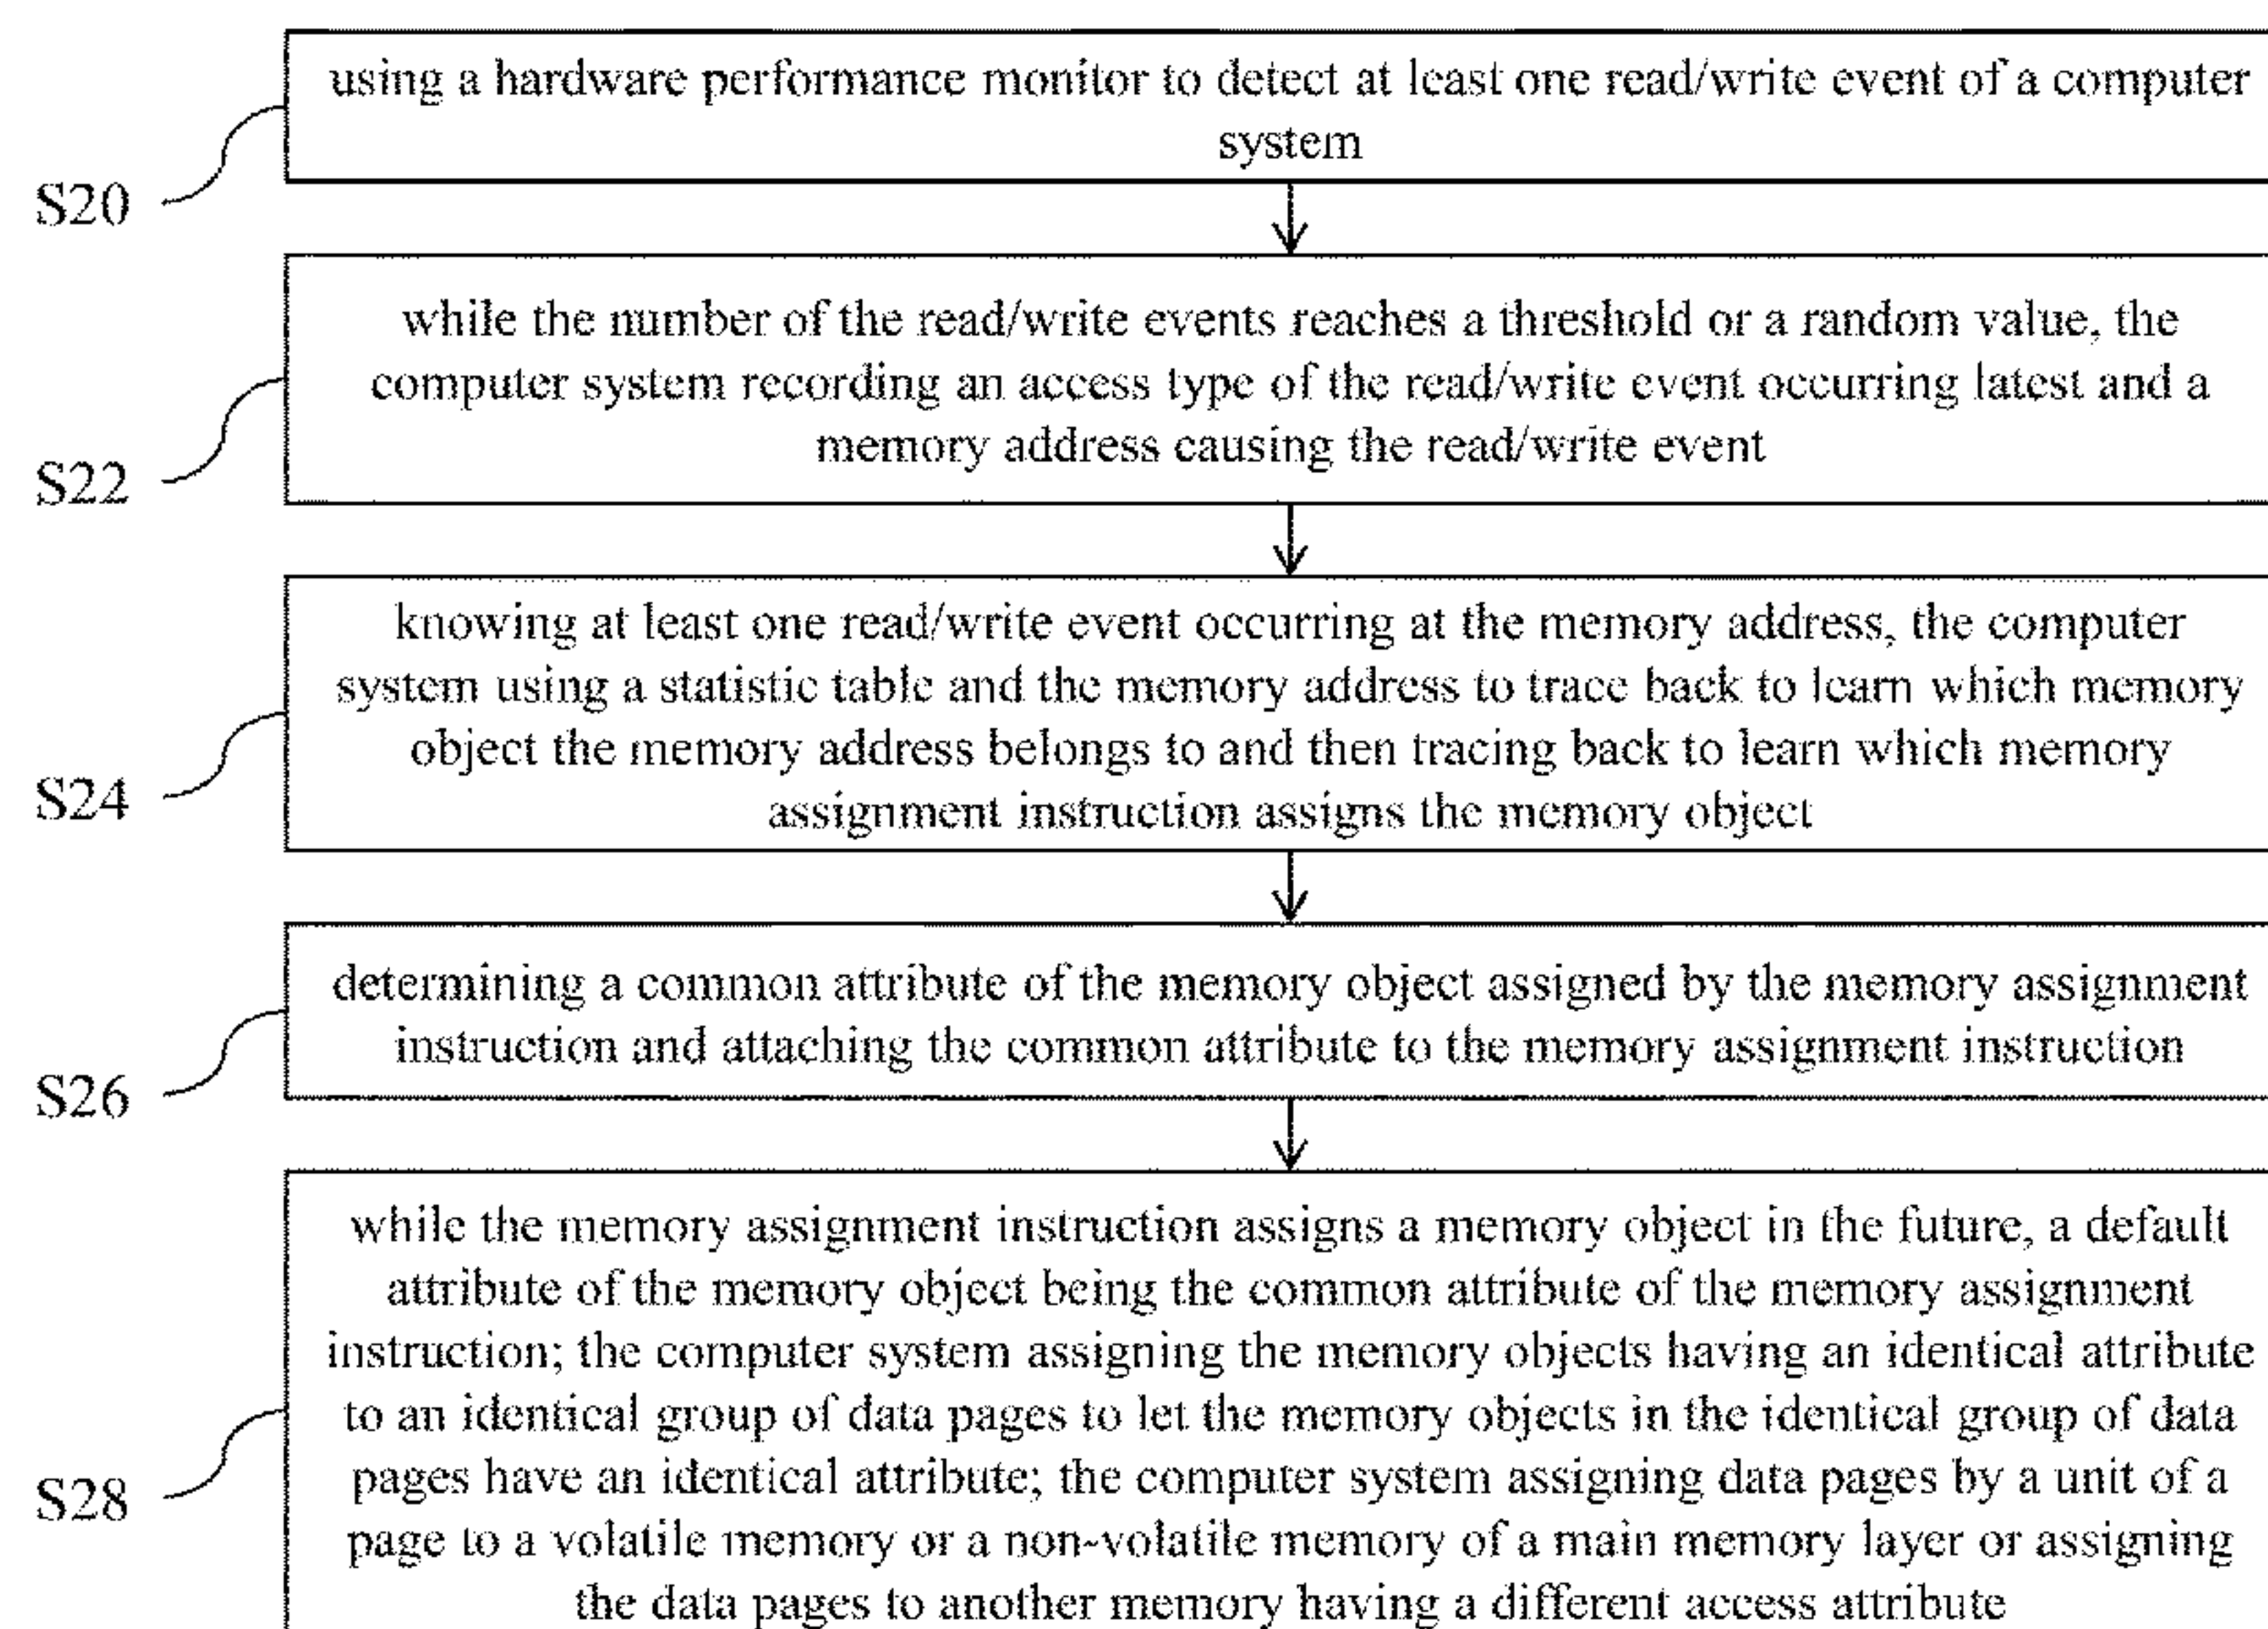 using a hardware performance monitor to detect at least one read/write event of a computer
system
S20
while the number of the read/write events reaches a threshold or a random value, the
computer system recording an access type of the read/write event occurring latest and a
memory address causing the read/write event
S22
knowing at least one read/write event occurring at the memory address, the computer
system using a statistic table and the memory address to trace back to learn which memory
object the memory address belongs to and then tracing back to learn which memory
assignment instruction assigns the memory object
S24
determining a common attribute of the memory object assigned by the memory assignment
instruction and attaching the common attribute to the memory assignment instruction
S26
while the memory assignment instruction assigns a memory object in the future, a default
attribute of the memory object being the common attribute of the memory assignment
instruction; the computer system assigning the memory objects having an identical attribute
to an identical group of data pages to let the memory objects in the identical group of data
pages have an identical attribute; the computer system assigning data pages by a unit of a
page to a volatile memory or a non-volatile memory of a main memory layer or assigning
the data pages to another memory having a different access attribute
S28